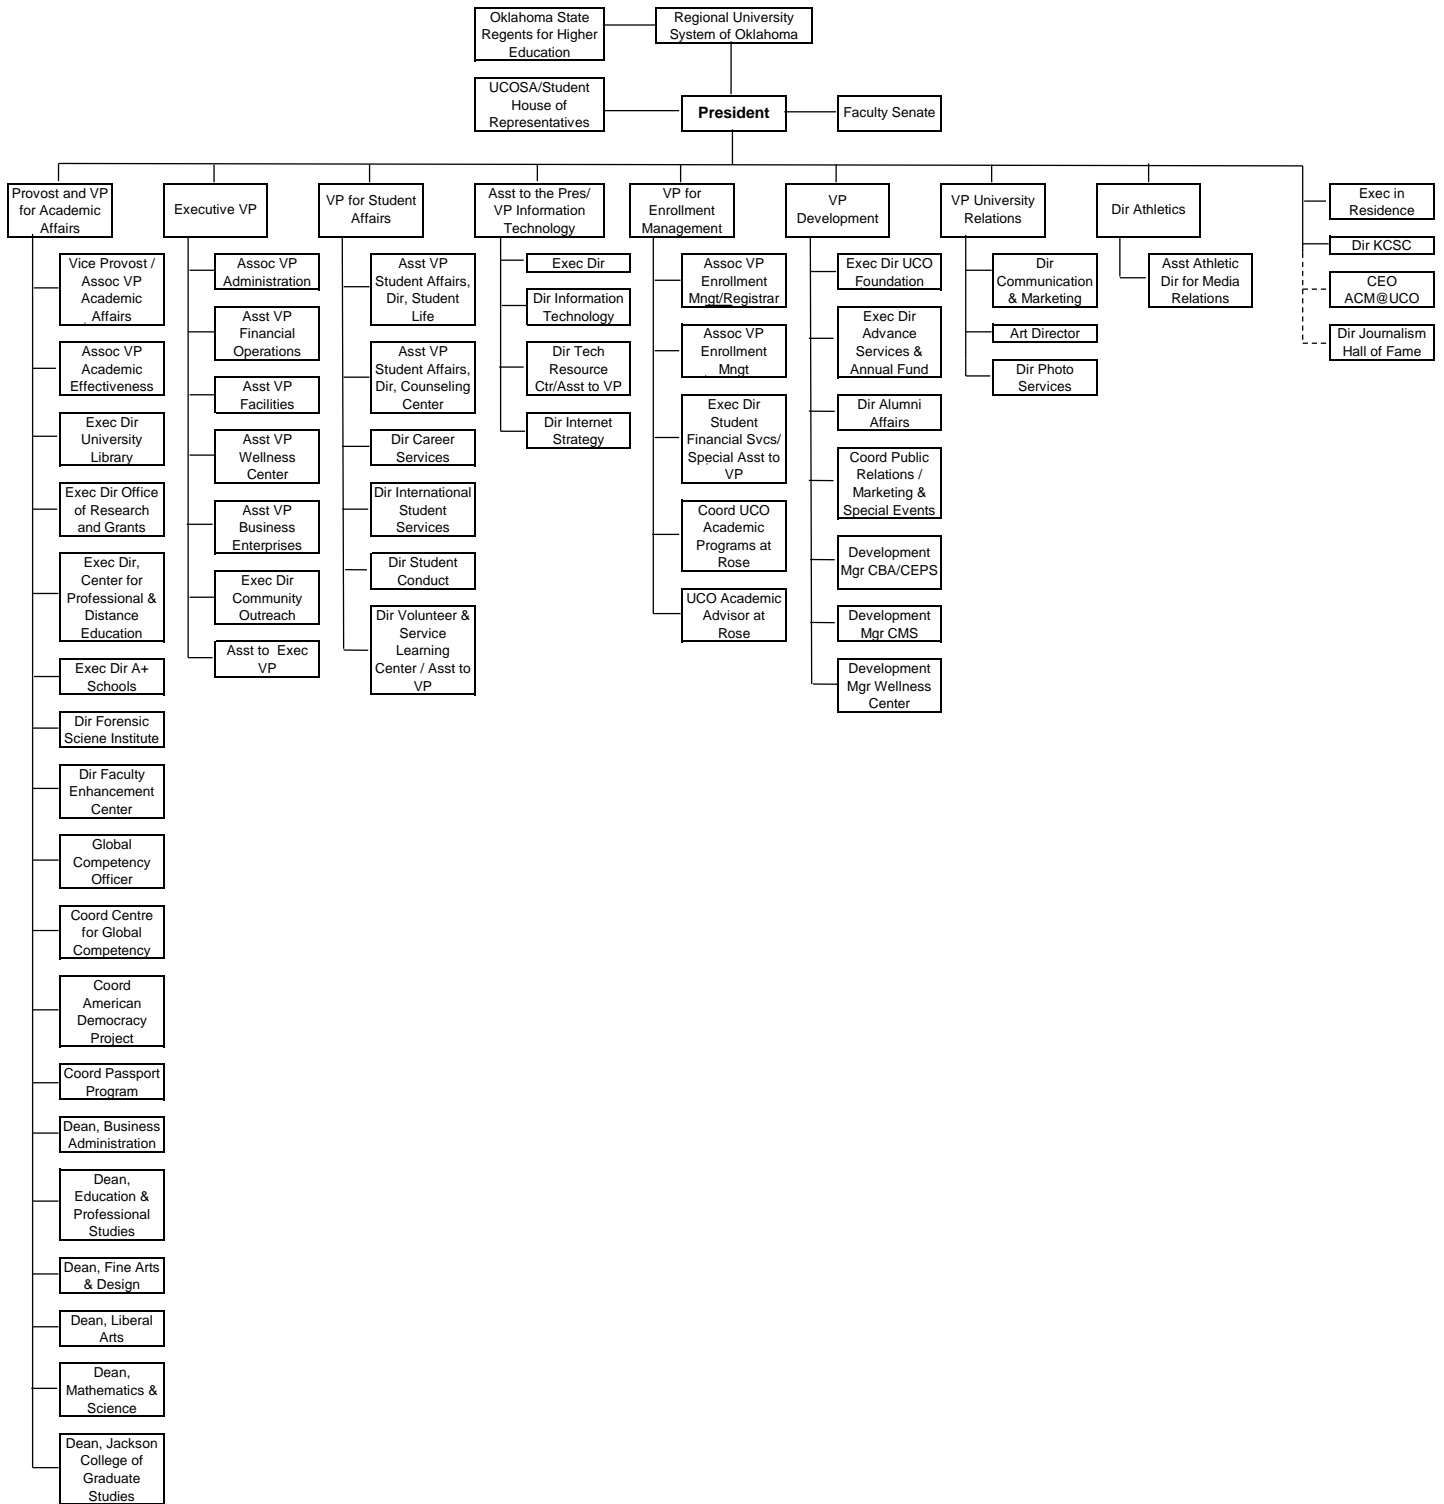 Oklahoma State
Regents for Higher
Education
Regional University
System of Oklahoma
UCOSA/Student
House of
Representatives
President
Faculty Senate
Provost and VP
for Academic
Affairs
Vice Provost /
Assoc VP
Academic
Affairs
Assoc VP
Academic
Effectiveness
Exec Dir
University
Library
Exec Dir Office
of Research
and Grants
Exec Dir,
Center for
Professional &
Distance
Education
Exec Dir A+
Schools
Dir Forensic
Sciene Institute
Dir Faculty
Enhancement
Center
Global
Competency
Officer
Coord Centre
for Global
Competency
Coord
American
Democracy
Project
Coord Passport
Program
Dean, Business
Administration
Dean,
Education &
Professional
Studies
Dean, Fine Arts
& Design
Dean, Liberal
Arts
Dean,
Mathematics &
Science
Dean, Jackson
College of
Graduate
Studies
Executive VP
Assoc VP
Administration
Asst VP
Financial
Operations
Asst VP
Facilities
Asst VP
Wellness
Center
Asst VP
Business
Enterprises
Exec Dir
Community
Outreach
Asst to Exec
VP
VP for Student
Affairs
Asst VP
Student Affairs,
Dir, Student
Life
Asst VP
Student Affairs,
Dir, Counseling
Center
Dir Career
Services
Dir International
Student
Services
Dir Student
Conduct
Dir Volunteer &
Service
Learning
Center / Asst to
VP
Asst to the Pres/
VP Information
Technology
Exec Dir
Dir Information
Technology
Dir Tech
Resource
Ctr/Asst to VP
Dir Internet
Strategy
VP for
Enrollment
Management
Assoc VP
Enrollment
Mngt/Registrar
Assoc VP
Enrollment
Mngt
Exec Dir
Student
Financial Svcs/
Special Asst to
VP
Coord UCO
Academic
Programs at
Rose
UCO Academic
Advisor at
Rose
VP
Development
Exec Dir UCO
Foundation
Exec Dir
Advance
Services &
Annual Fund
Dir Alumni
Affairs
Coord Public
Relations /
Marketing &
Special Events
Development
Mgr CBA/CEPS
Development
Mgr CMS
Development
Mgr Wellness
Center
VP University
Relations
Dir
Communication
& Marketing
Art Director
Dir Photo
Services
Dir Athletics
Asst Athletic
Dir for Media
Relations
Exec in
Residence
Dir KCSC
CEO
ACM@UCO
Dir Journalism
Hall of Fame